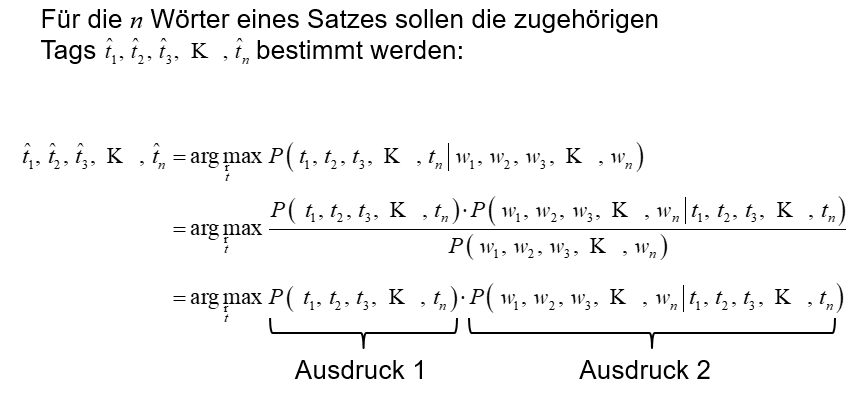 Für die n Wörter eines Satzes sollen die zugehörigen
Tags t̂₁, t̂₂, t̂₃, K , t̂ₙ bestimmt werden:
t̂₁, t̂₂, t̂₃, K , t̂ₙ = arg max P( t₁, t₂, t₃, K , tₙ | w₁, w₂, w₃, K , wₙ )
r
t
P( t₁, t₂, t₃, K , tₙ )·P( w₁, w₂, w₃, K , wₙ | t₁, t₂, t₃, K , tₙ )
= arg max
r
t
P( w₁, w₂, w₃, K , wₙ )
= arg max P( t₁, t₂, t₃, K , tₙ )·P( w₁, w₂, w₃, K , wₙ | t₁, t₂, t₃, K , tₙ )
r
t
Ausdruck 1 Ausdruck 2